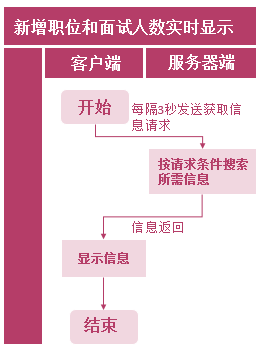 新增职位和面试人数实时显示
客户端
服务器端
开始
每隔3秒发送获取信
息请求
按请求条件搜索
所需信息
信息返回
显示信息
结束